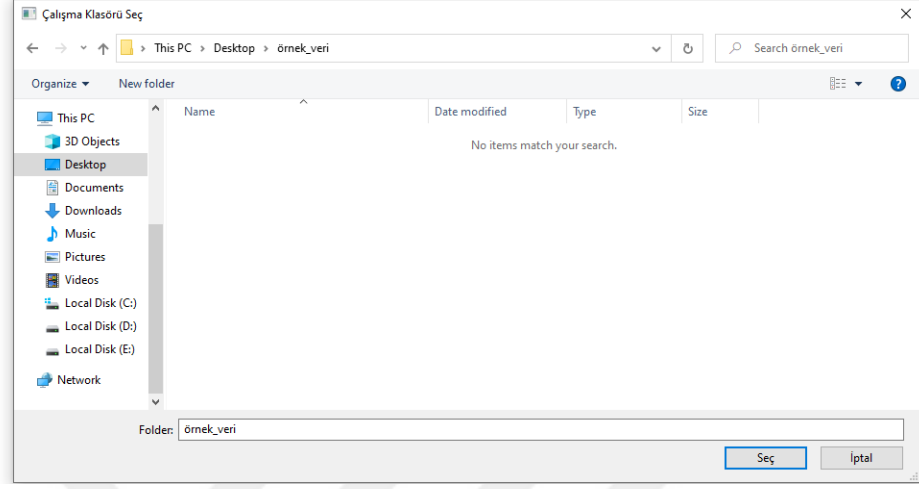 Çalışma Klasörü Seç
This PC > Desktop > örnek_veri
Search örnek_veri
Organize
New folder
Name
Date modified
Type
Size
No items match your search.
This PC
3D Objects
Desktop
Documents
Downloads
Music
Pictures
Videos
Local Disk (C:)
Local Disk (D:)
Local Disk (E:)
Network
Folder: örnek_veri
Seç
İptal